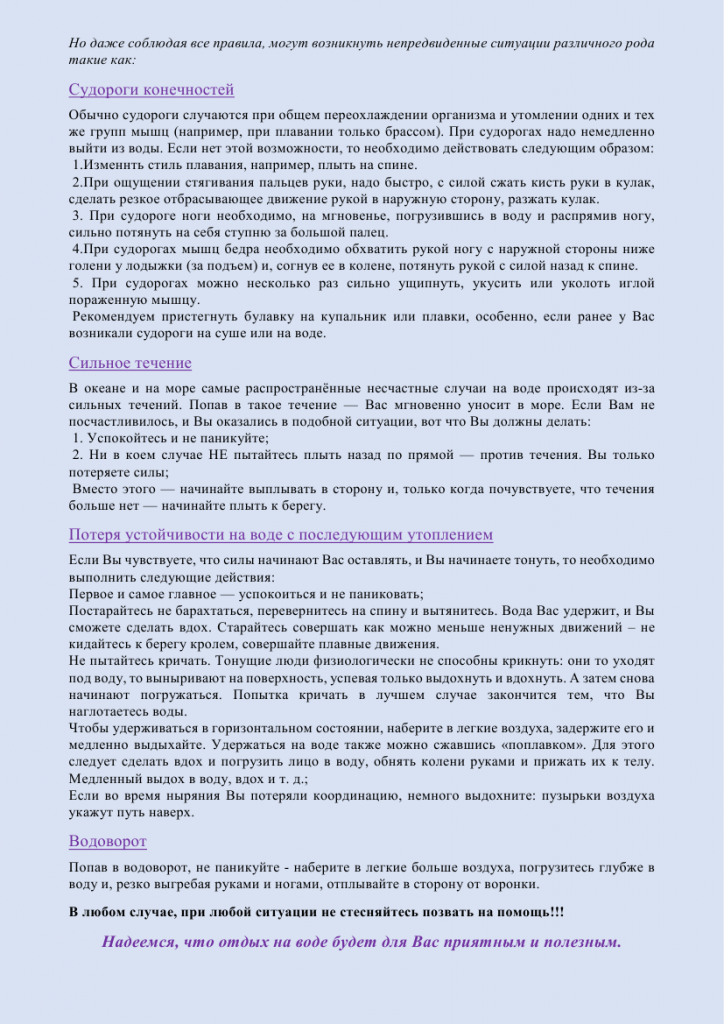 Но даже соблюдая все правила, могут возникнуть непредвиденные ситуации различного рода
такие как:
Судороги конечностей
Обычно судороги случаются при общем переохлаждении организма и утомлении одних и тех
же групп мышц (например, при плавании только брассом). При судорогах надо немедленно
выйти из воды. Если нет этой возможности, то необходимо действовать следующим образом:
1.Изменнть стиль плавания, например, плыть на спине.
2.При ощущении стягивания пальцев руки, надо быстро, с силой сжать кисть руки в кулак,
сделать резкое отбрасывающее движение рукой в наружную сторону, разжать кулак.
3. При судороге ноги необходимо, на мгновенье, погрузившись в воду и распрямив ногу,
сильно потянуть на себя ступню за большой палец.
4.При судорогах мышц бедра необходимо обхватить рукой ногу с наружной стороны ниже
голени у лодыжки (за подъем) и, согнув ее в колене, потянуть рукой с силой назад к спине.
5. При судорогах можно несколько раз сильно ущипнуть, укусить или уколоть иглой
пораженную мышцу.
Рекомендуем пристегнуть булавку на купальник или плавки, особенно, если ранее у Вас
возникали судороги на суше или на воде.
Сильное течение
В океане и на море самые распространённые несчастные случаи на воде происходят из-за
сильных течений. Попав в такое течение — Вас мгновенно уносит в море. Если Вам не
посчастливилось, и Вы оказались в подобной ситуации, вот что Вы должны делать:
1. Успокойтесь и не паникуйте;
2. Ни в коем случае НЕ пытайтесь плыть назад по прямой — против течения. Вы только
потеряете силы;
Вместо этого — начинайте выплывать в сторону и, только когда почувствуете, что течения
больше нет — начинайте плыть к берегу.
Потеря устойчивости на воде с последующим утоплением
Если Вы чувствуете, что силы начинают Вас оставлять, и Вы начинаете тонуть, то необходимо
выполнить следующие действия:
Первое и самое главное — успокоиться и не паниковать;
Постарайтесь не барахтаться, перевернитесь на спину и вытянитесь. Вода Вас удержит, и Вы
сможете сделать вдох. Старайтесь совершать как можно меньше ненужных движений – не
кидайтесь к берегу кролем, совершайте плавные движения.
Не пытайтесь кричать. Тонущие люди физиологически не способны крикнуть: они то уходят
под воду, то выныривают на поверхность, успевая только выдохнуть и вдохнуть. А затем снова
начинают погружаться. Попытка кричать в лучшем случае закончится тем, что Вы
наглотаетесь воды.
Чтобы удерживаться в горизонтальном состоянии, наберите в легкие воздуха, задержите его и
медленно выдыхайте. Удержаться на воде также можно сжавшись «поплавком». Для этого
следует сделать вдох и погрузить лицо в воду, обнять колени руками и прижать их к телу.
Медленный выдох в воду, вдох и т. д.;
Если во время ныряния Вы потеряли координацию, немного выдохните: пузырьки воздуха
укажут путь наверх.
Водоворот
Попав в водоворот, не паникуйте - наберите в легкие больше воздуха, погрузитесь глубже в
воду и, резко выгребая руками и ногами, отплывайте в сторону от воронки.
В любом случае, при любой ситуации не стесняйтесь позвать на помощь!!!
Надеемся, что отдых на воде будет для Вас приятным и полезным.